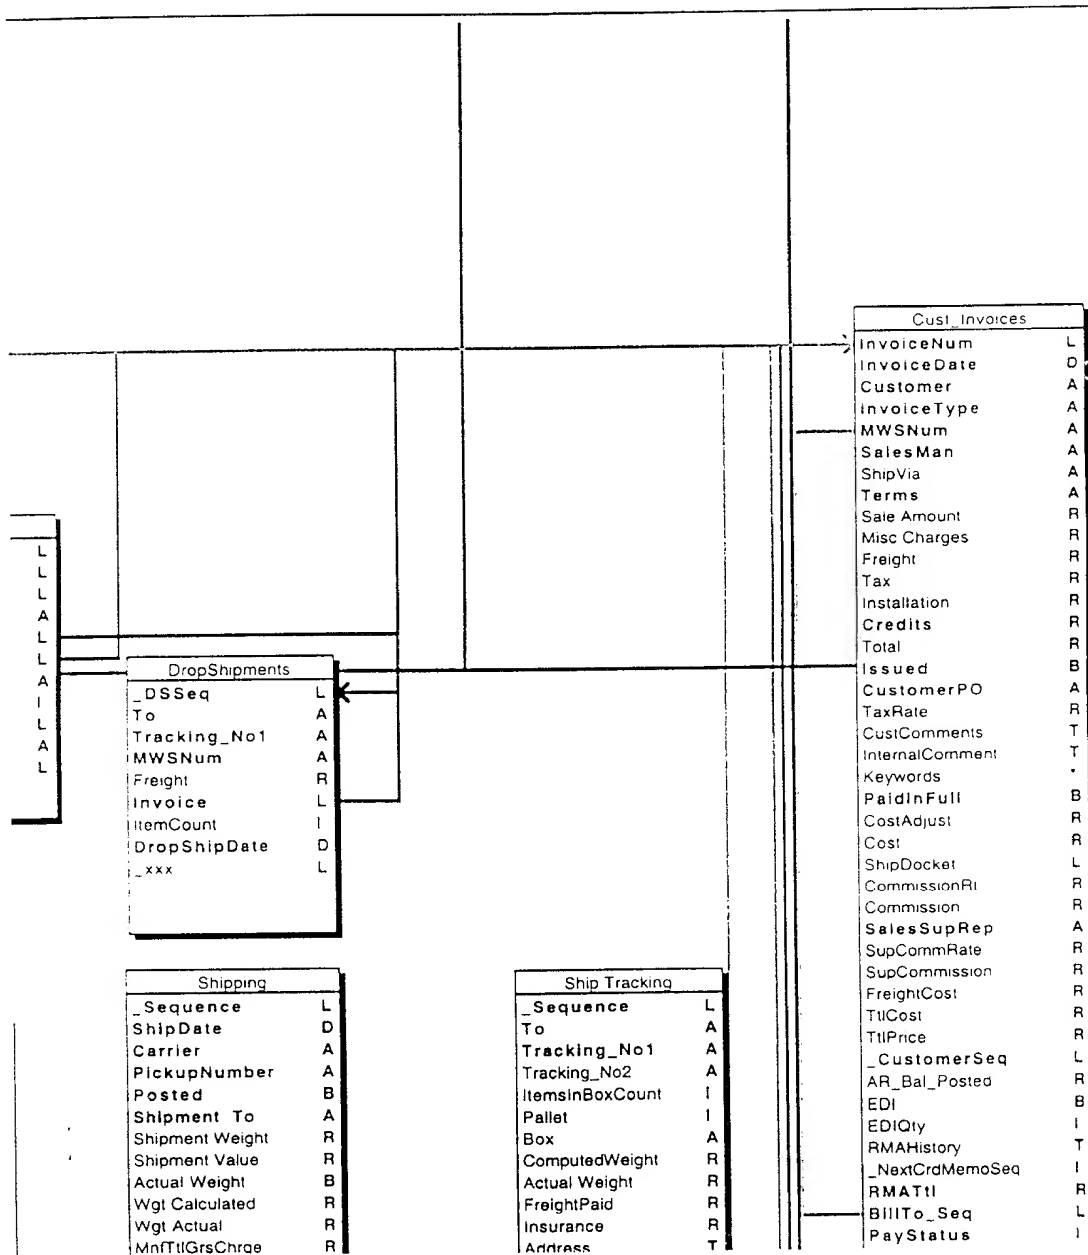 Cust_Invoices
InvoiceNum L
InvoiceDate D
Customer A
InvoiceType A
MWSNum A
SalesMan A
ShipVia A
Terms A
Sale Amount R
Misc Charges R
Freight R
Tax R
Installation R
Credits R
Total R
Issued B
CustomerPO A
TaxRate R
CustComments T
InternalComment T
Keywords *
PaidInFull B
CostAdjust R
Cost R
ShipDocket L
CommissionRt R
Commission R
SalesSupRep A
SupCommRate R
SupCommission R
FreightCost R
TtlCost R
TtlPrice R
_CustomerSeq L
AR_Bal_Posted R
EDI B
EDIQty I
RMAHistory T
_NextCrdMemoSeq I
RMATtl R
BillTo_Seq L
PayStatus I
L
L
L
A
L
L
A
I
L
A
L
DropShipments
_DSSeq L
To A
Tracking_No1 A
MWSNum A
Freight R
Invoice L
ItemCount I
DropShipDate D
_xxx L
Shipping
_Sequence L
ShipDate D
Carrier A
PickupNumber A
Posted B
Shipment To A
Shipment Weight R
Shipment Value R
Actual Weight B
Wgt Calculated R
Wgt Actual R
MnfTtlGrsChrge R
Ship Tracking
_Sequence L
To A
Tracking_No1 A
Tracking_No2 A
ItemsInBoxCount I
Pallet I
Box A
ComputedWeight R
Actual Weight R
FreightPaid R
Insurance R
Address T